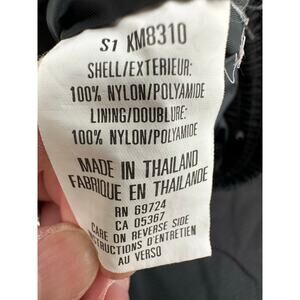 S1 KM8310
SHELL/EXTERIEUR:
100% NYLON/POLYAMIDE
LINING/DOUBLURE:
100% NYLON/POLYAMIDE
MADE IN THAILAND
FABRIQUE EN THAILANDE
RN 69724
CA 05367
CARE ON REVERSE SIDE
INSTRUCTIONS D'ENTRETIEN
AU VERSO